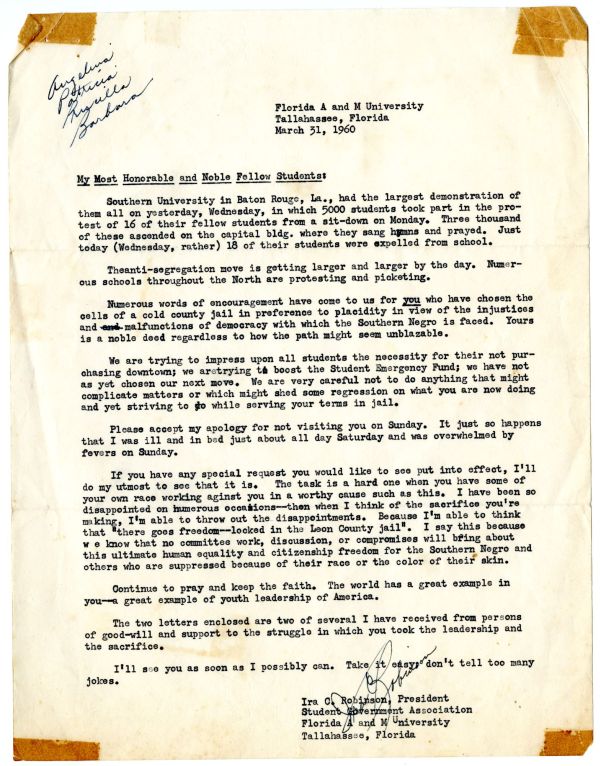 Angelina
Patricia
Priscilla
Barbara
Florida A and M University
Tallahassee, Florida
March 31, 1960
My Most Honorable and Noble Fellow Students:
Southern University in Baton Rouge, La., had the largest demonstration of
them all on yesterday, Wednesday, in which 5000 students took part in the pro-
test of 16 of their fellow students from a sit-down on Monday. Three thousand
of these ascended on the capital bldg. where they sang hymns and prayed. Just
today (Wednesday, rather) 18 of their students were expelled from school.
Theanti-segregation move is getting larger and larger by the day. Numer-
ous schools throughout the North are protesting and picketing.
Numerous words of encouragement have come to us for you who have chosen the
cells of a cold county jail in preference to placidity in view of the injustices
and and malfunctions of democracy with which the Southern Negro is faced. Yours
is a noble deed regardless to how the path might seem unblazable.
We are trying to impress upon all students the necessity for their not pur-
chasing downtown; we aretrying to boost the Student Emergency Fund; we have not
as yet chosen our next move. We are very careful not to do anything that might
complicate matters or which might shed some regression on what you are now doing
and yet striving to do while serving your terms in jail.
Please accept my apology for not visiting you on Sunday. It just so happens
that I was ill and in bed just about all day Saturday and was overwhelmed by
fevers on Sunday.
If you have any special request you would like to see put into effect, I'll
do my utmost to see that it is. The task is a hard one when you have some of
your own race working aginst you in a worthy cause such as this. I have been so
disappointed on numerous occasions--then when I think of the sacrifice you're
making, I'm able to throw out the disappointments. Because I'm able to think
that "there goes freedom--locked in the Leon County jail". I say this because
w e know that no committee work, discussion, or compromises will bring about
this ultimate human equality and citizenship freedom for the Southern Negro and
others who are suppressed because of their race or the color of their skin.
Continue to pray and keep the faith. The world has a great example in
you--a great example of youth leadership of America.
The two letters enclosed are two of several I have received from persons
of good-will and support to the struggle in which you took the leadership and
the sacrifice.
I'll see you as soon as I possibly can. Take it easy; don't tell too many
jokes.
Ira C. Robinson
Ira C. Robinson, President
Student Government Association
Florida A and M University
Tallahassee, Florida